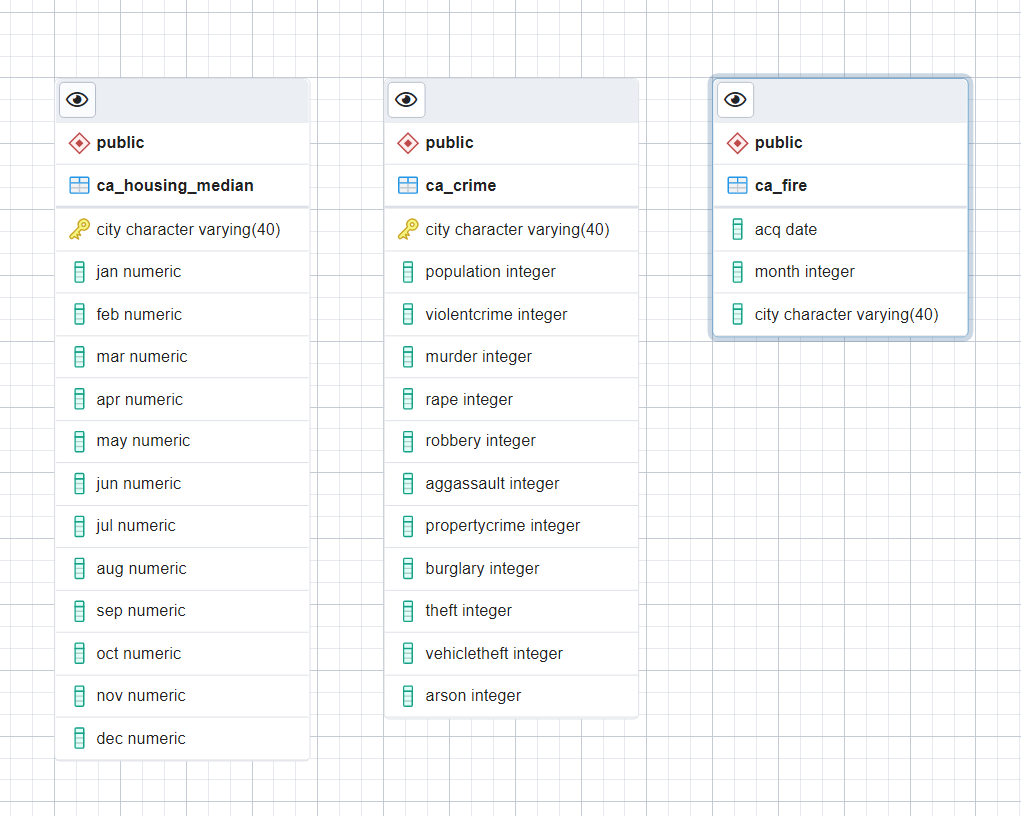 public
ca_housing_median
city character varying(40)
jan numeric
feb numeric
mar numeric
apr numeric
may numeric
jun numeric
jul numeric
aug numeric
sep numeric
oct numeric
nov numeric
dec numeric
public
ca_crime
city character varying(40)
population integer
violentcrime integer
murder integer
rape integer
robbery integer
aggassault integer
propertycrime integer
burglary integer
theft integer
vehicletheft integer
arson integer
public
ca_fire
acq date
month integer
city character varying(40)